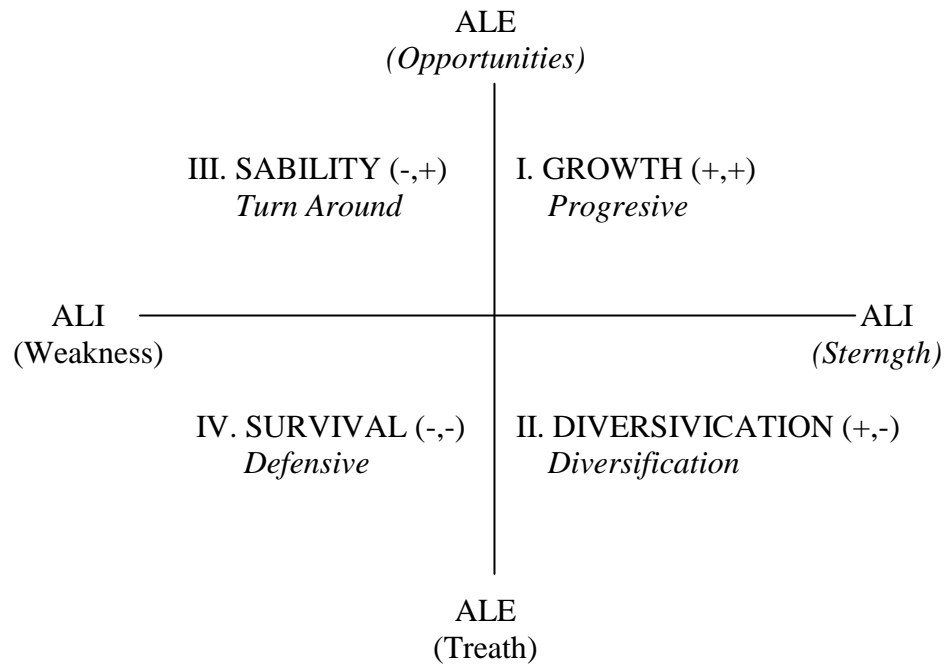 ALE
(Opportunities)
III. SABILITY (-,+)
Turn Around
I. GROWTH (+,+)
Progresive
ALI
(Weakness)
ALI
(Sterngth)
IV. SURVIVAL (-,-)
Defensive
II. DIVERSIVICATION (+,-)
Diversification
ALE
(Treath)